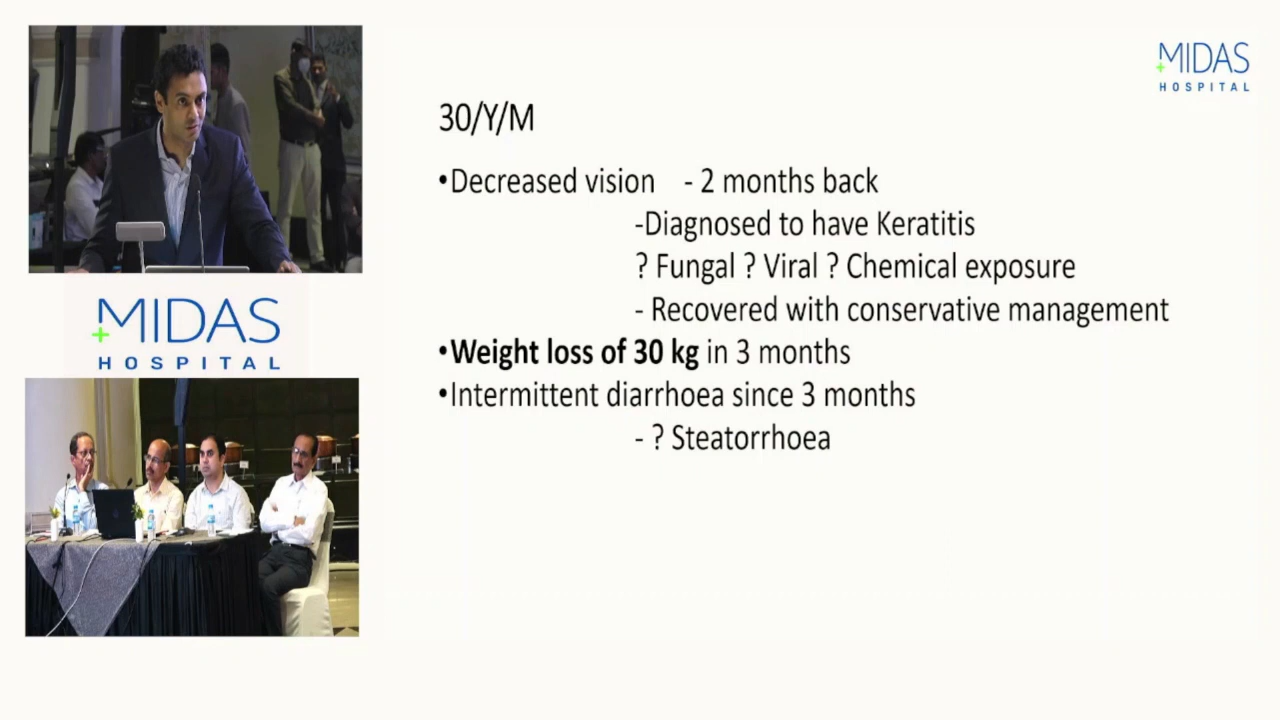 MIDAS
HOSPITAL
30/Y/M
•Decreased vision - 2 months back
-Diagnosed to have Keratitis
? Fungal ? Viral ? Chemical exposure
- Recovered with conservative management
•Weight loss of 30 kg in 3 months
•Intermittent diarrhoea since 3 months
- ? Steatorrhoea
MIDAS
HOSPITAL